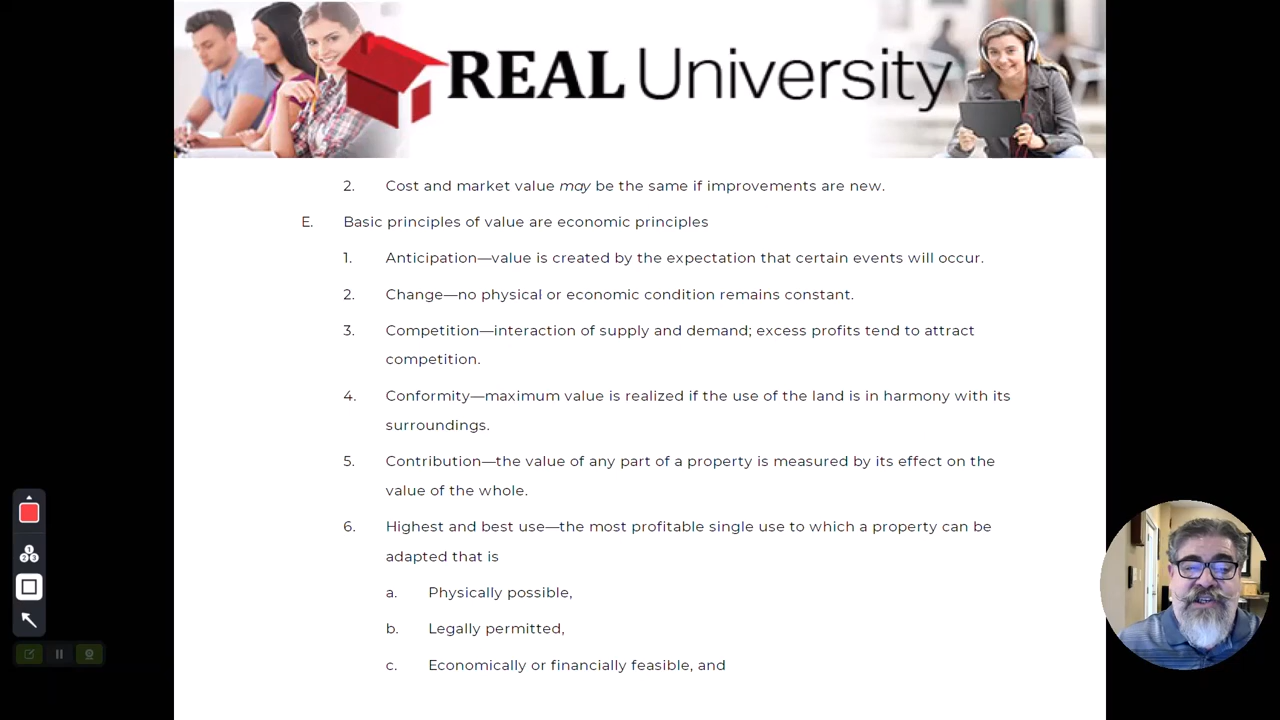 REAL University
2. Cost and market value may be the same if improvements are new.
E. Basic principles of value are economic principles
1. Anticipation—value is created by the expectation that certain events will occur.
2. Change—no physical or economic condition remains constant.
3. Competition—interaction of supply and demand; excess profits tend to attract
competition.
4. Conformity—maximum value is realized if the use of the land is in harmony with its
surroundings.
5. Contribution—the value of any part of a property is measured by its effect on the
value of the whole.
6. Highest and best use—the most profitable single use to which a property can be
adapted that is
a. Physically possible,
b. Legally permitted,
c. Economically or financially feasible, and